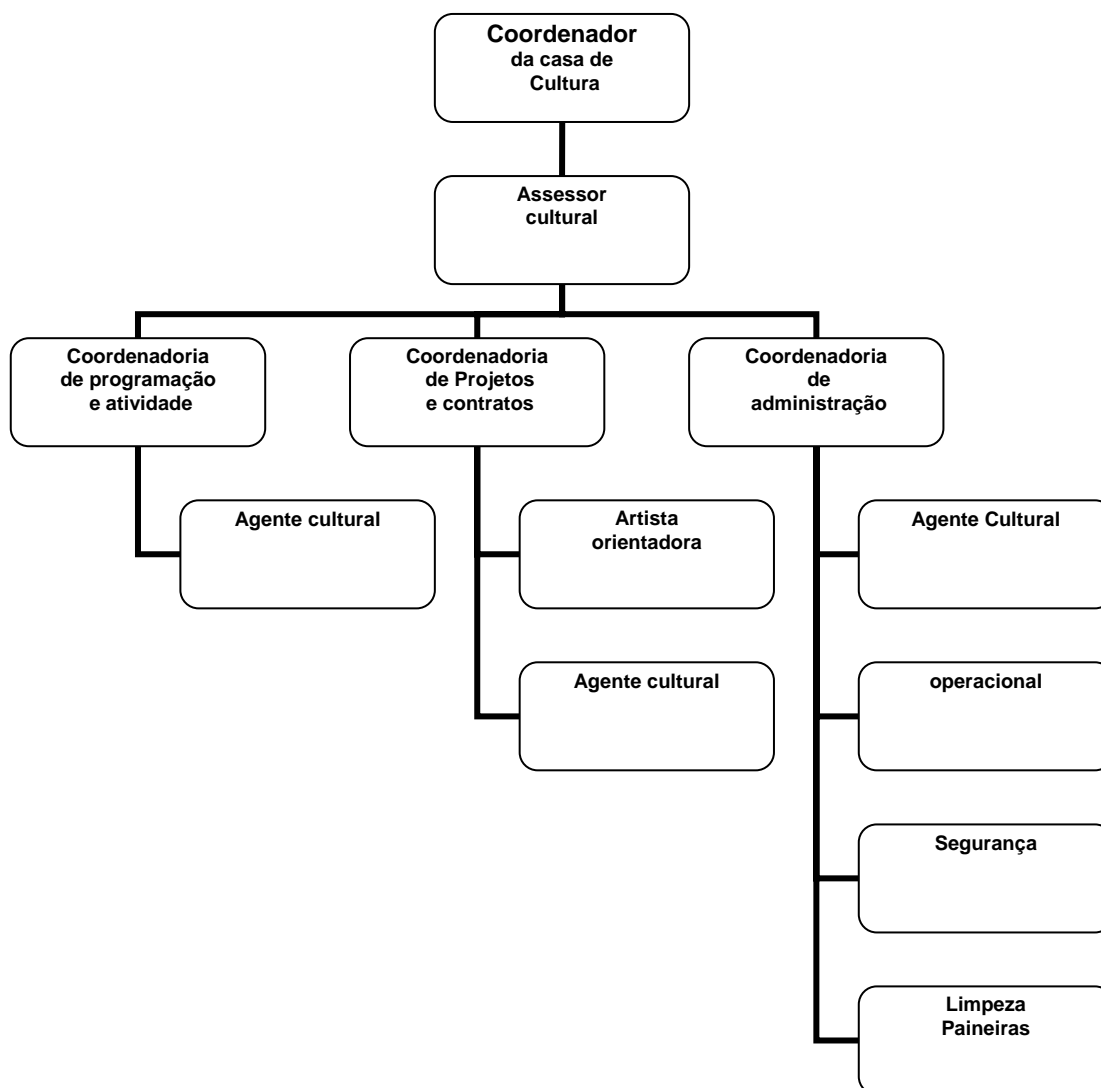 Coordenador
da casa de
Cultura
Assessor
cultural
Coordenadoria
de programação
e atividade
Coordenadoria
de Projetos
e contratos
Coordenadoria
de
administração
Agente cultural
Artista
orientadora
Agente Cultural
Agente cultural
operacional
Segurança
Limpeza
Paineiras